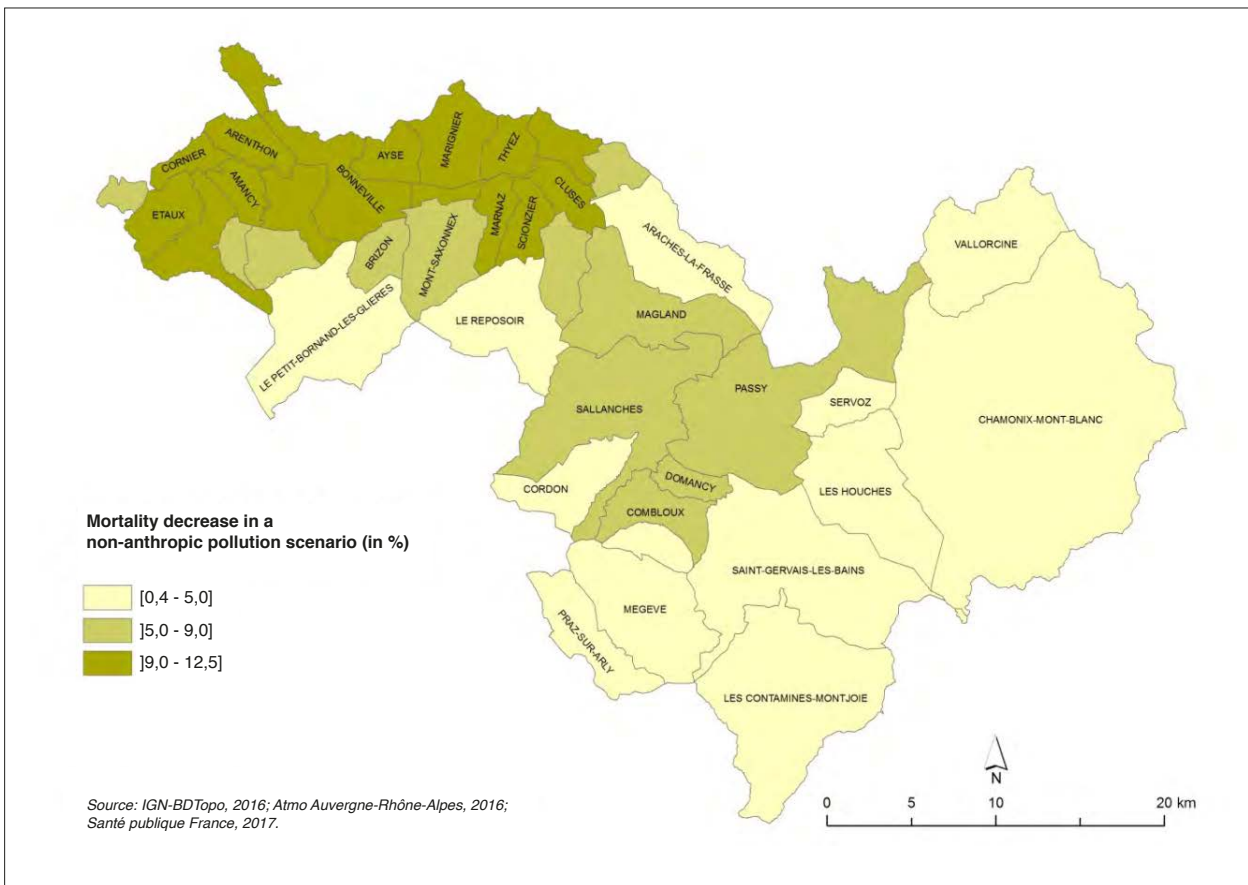 CORNIER
ARENTHON
AYSE
MARIGNIER
THYEZ
ETAUX
AMANCY
BONNEVILLE
MARNAZ
SCIONZIER
CLUSES
BRIZON
MONT-SAXONNEX
ARACHES-LA-FRASSE
VALLORCINE
LE PETIT-BORNAND-LES-GLIERES
LE REPOSOIR
MAGLAND
SALLANCHES
PASSY
SERVOZ
CHAMONIX-MONT-BLANC
CORDON
DOMANCY
LES HOUCHES
COMBLOUX
SAINT-GERVAIS-LES-BAINS
MEGEVE
PRAZ-SUR-ARLY
LES CONTAMINES-MONTJOIE
Mortality decrease in a
non-anthropic pollution scenario (in %)
[0,4 - 5,0]
]5,0 - 9,0]
]9,0 - 12,5]
N
0 5 10 20 km
Source: IGN-BDTopo, 2016; Atmo Auvergne-Rhône-Alpes, 2016;
Santé publique France, 2017.